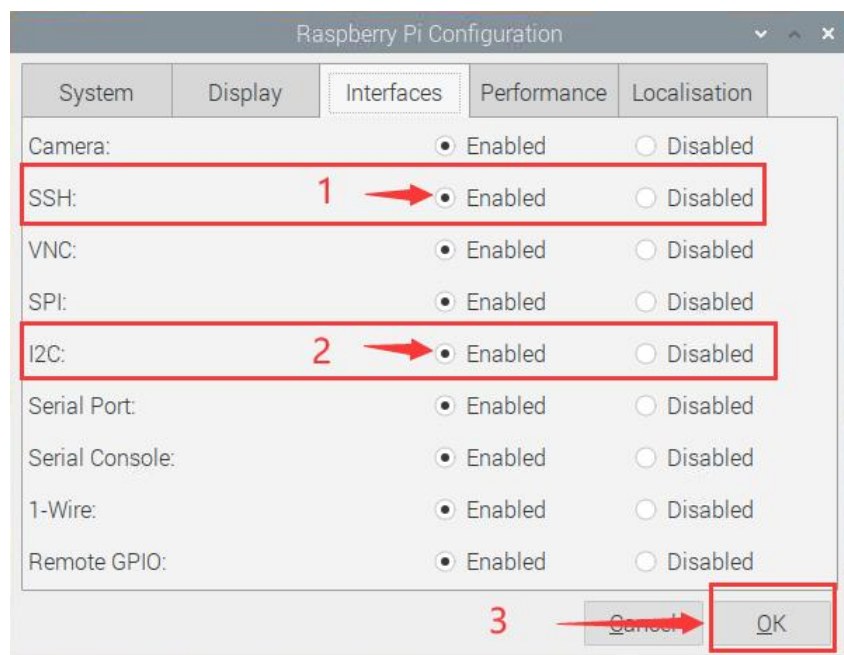 Raspberry Pi Configuration
System Display Interfaces Performance Localisation
Camera: Enabled Disabled
SSH: 1 Enabled Disabled
VNC: Enabled Disabled
SPI: Enabled Disabled
I2C: 2 Enabled Disabled
Serial Port: Enabled Disabled
Serial Console: Enabled Disabled
1-Wire: Enabled Disabled
Remote GPIO: Enabled Disabled
3 Cancel OK